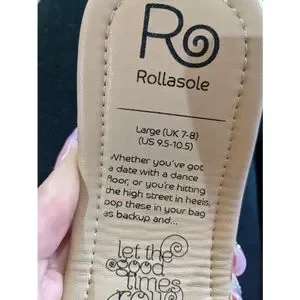 Ro
Rollasole
Large (UK 7-8)
(US 9.5-10.5)
Whether you've got
a date with a dance
floor, or you're hitting
the high street in heels,
pop these in your bag
as backup and...
let the
good
times
roll